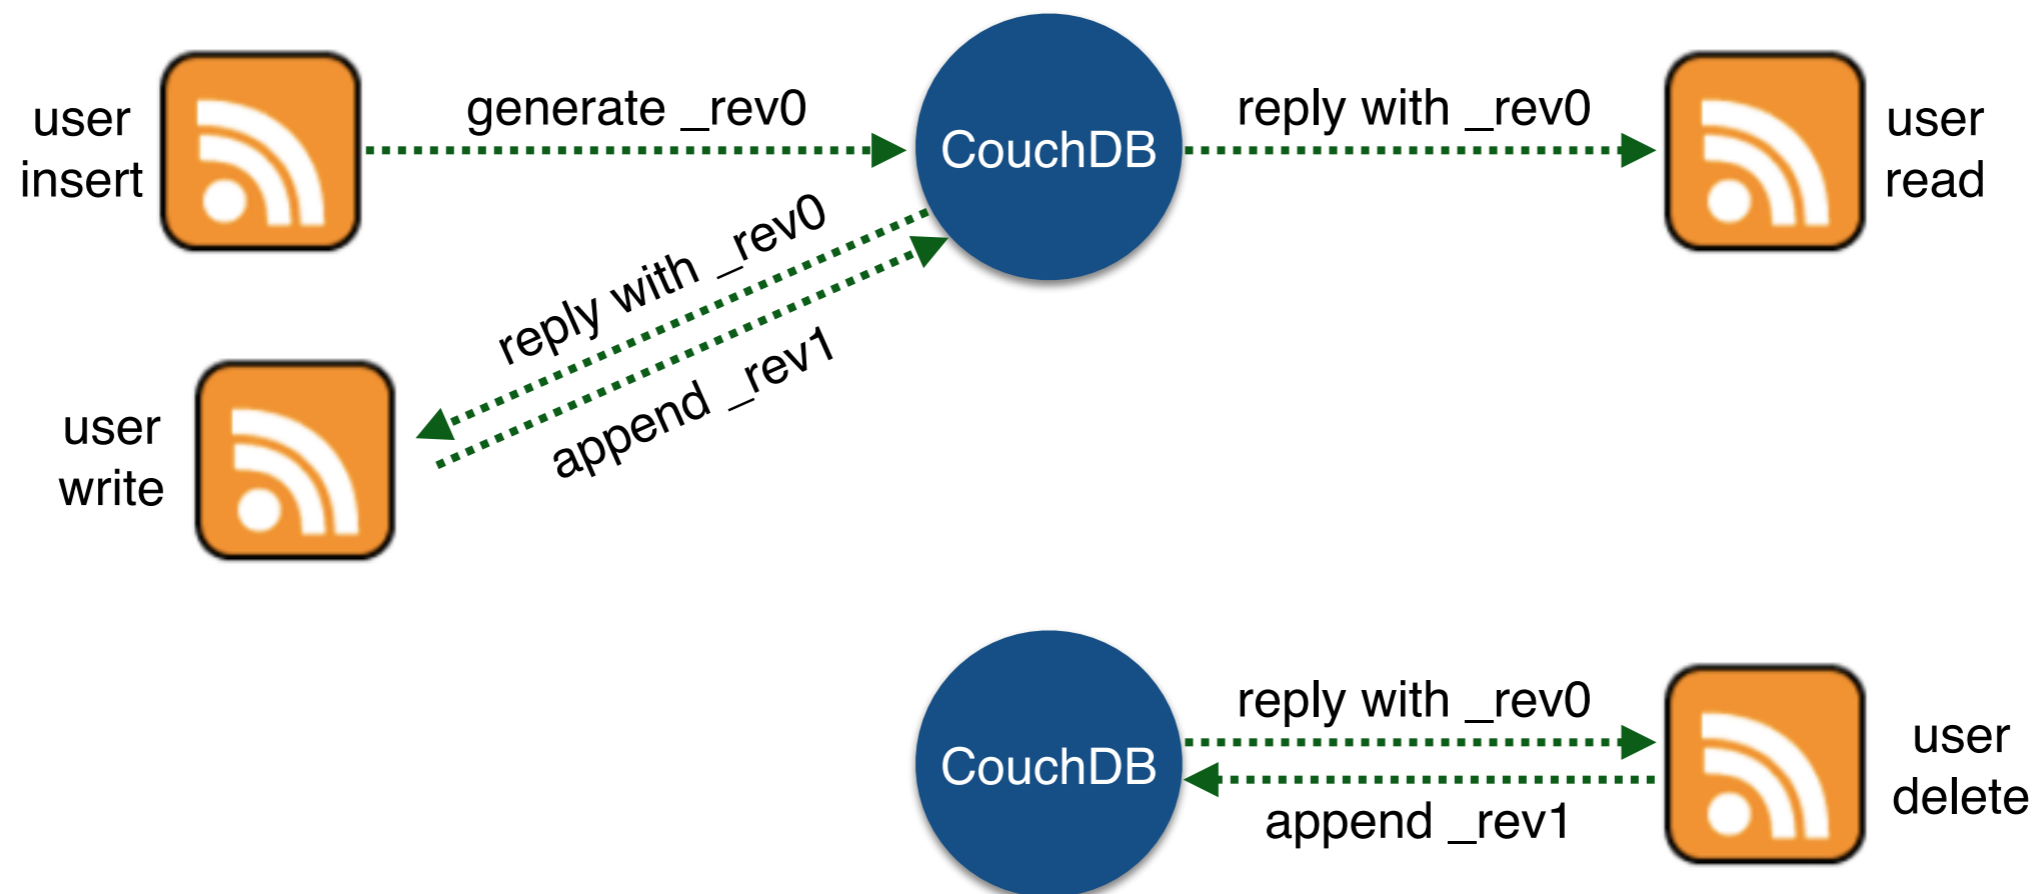 user
insert
generate _rev0
CouchDB
reply with _rev0
user
read
reply with _rev0
append _rev1
user
write
CouchDB
reply with _rev0
append _rev1
user
delete